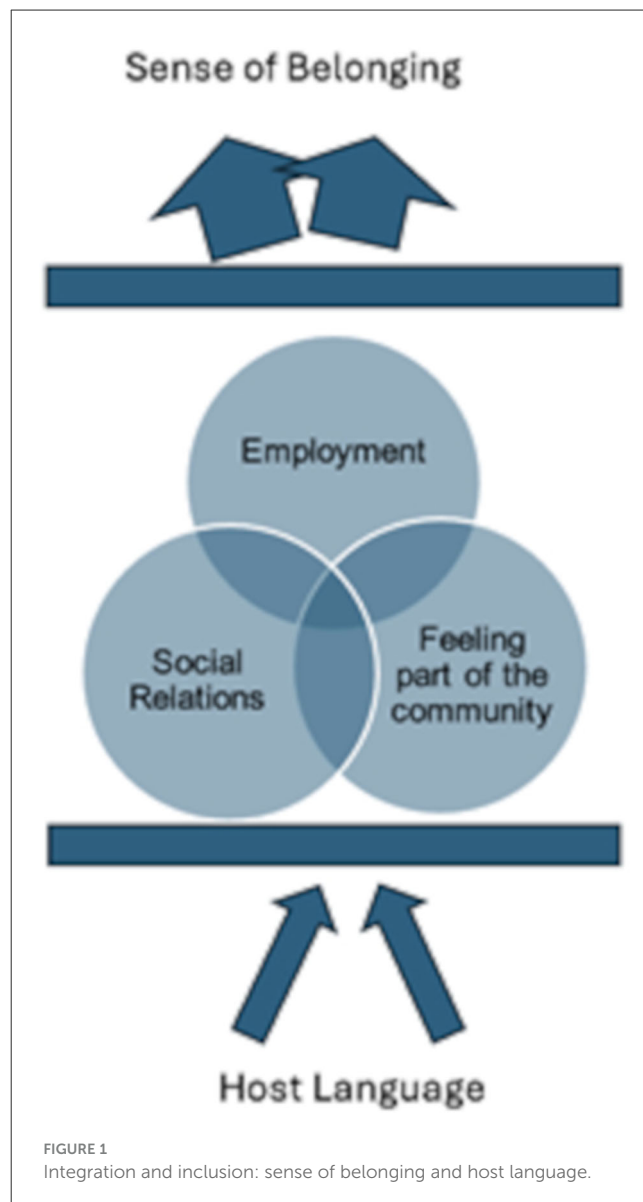 Sense of Belonging
Employment
Social
Relations
Feeling
part of the
community
Host Language
FIGURE 1
Integration and inclusion: sense of belonging and host language.